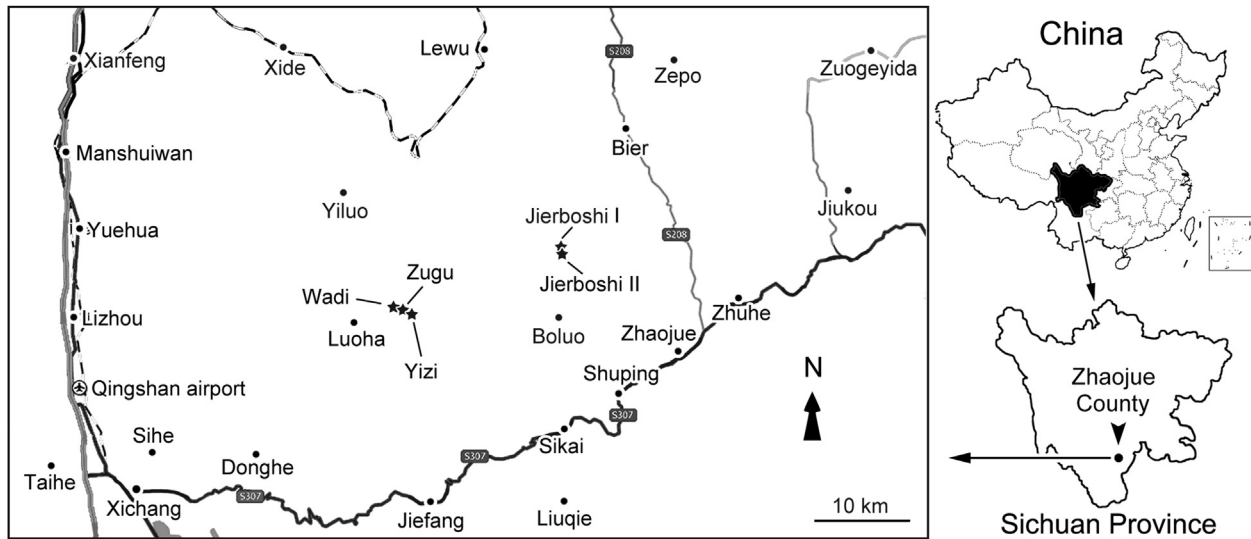 Xianfeng
Xide
Lewu
S208
Zepo
Zuogeyida
Manshuiwan
Bier
Yiluo
Jiukou
Yuehua
Jierboshi I
S208
Jierboshi II
Zugu
Wadi
Lizhou
Luoha
Yizi
Boluo
Zhaojue
Zhuhe
Qingshan airport
Shuping
N
S307
Sihe
Sikai
S307
Taihe
Donghe
S307
Xichang
Jiefang
Liuqie
10 km
China
Zhaojue
County
Sichuan Province